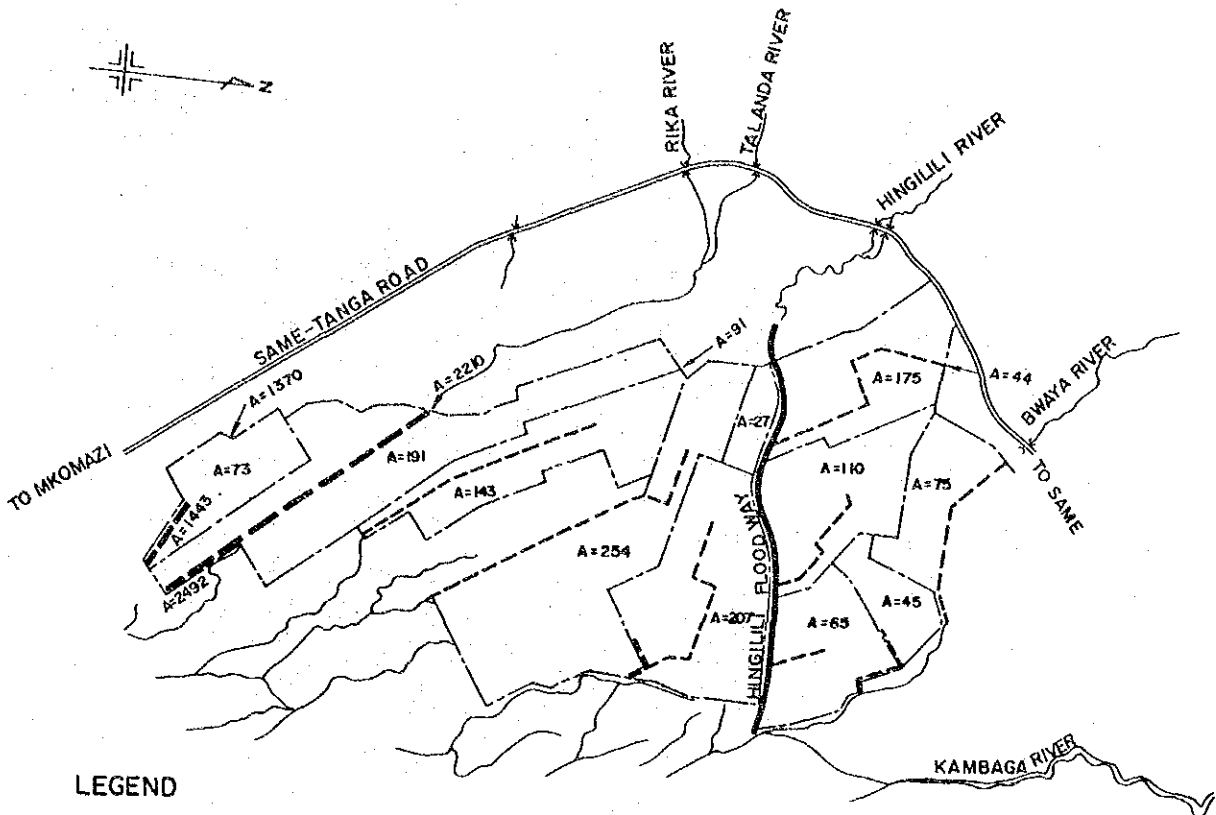 N
RIKA RIVER
TALANDA RIVER
HINGILILI RIVER
SAME-TANGA ROAD
A=91
A=2210
A=1370
A=175
A=44
BWAYA RIVER
A=27
TO MKOMAZI
A=73
A=191
A=110
A=75
TO SAME
A=143
A=1443
A=254
HINGILILI FLOOD WAY
A=2492
A=207
A=65
A=45
KAMBAGA RIVER
LEGEND